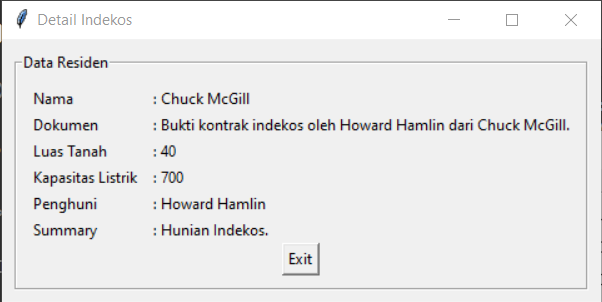 Detail Indekos
Data Residen
Nama : Chuck McGill
Dokumen : Bukti kontrak indekos oleh Howard Hamlin dari Chuck McGill.
Luas Tanah : 40
Kapasitas Listrik : 700
Penghuni : Howard Hamlin
Summary : Hunian Indekos.
Exit